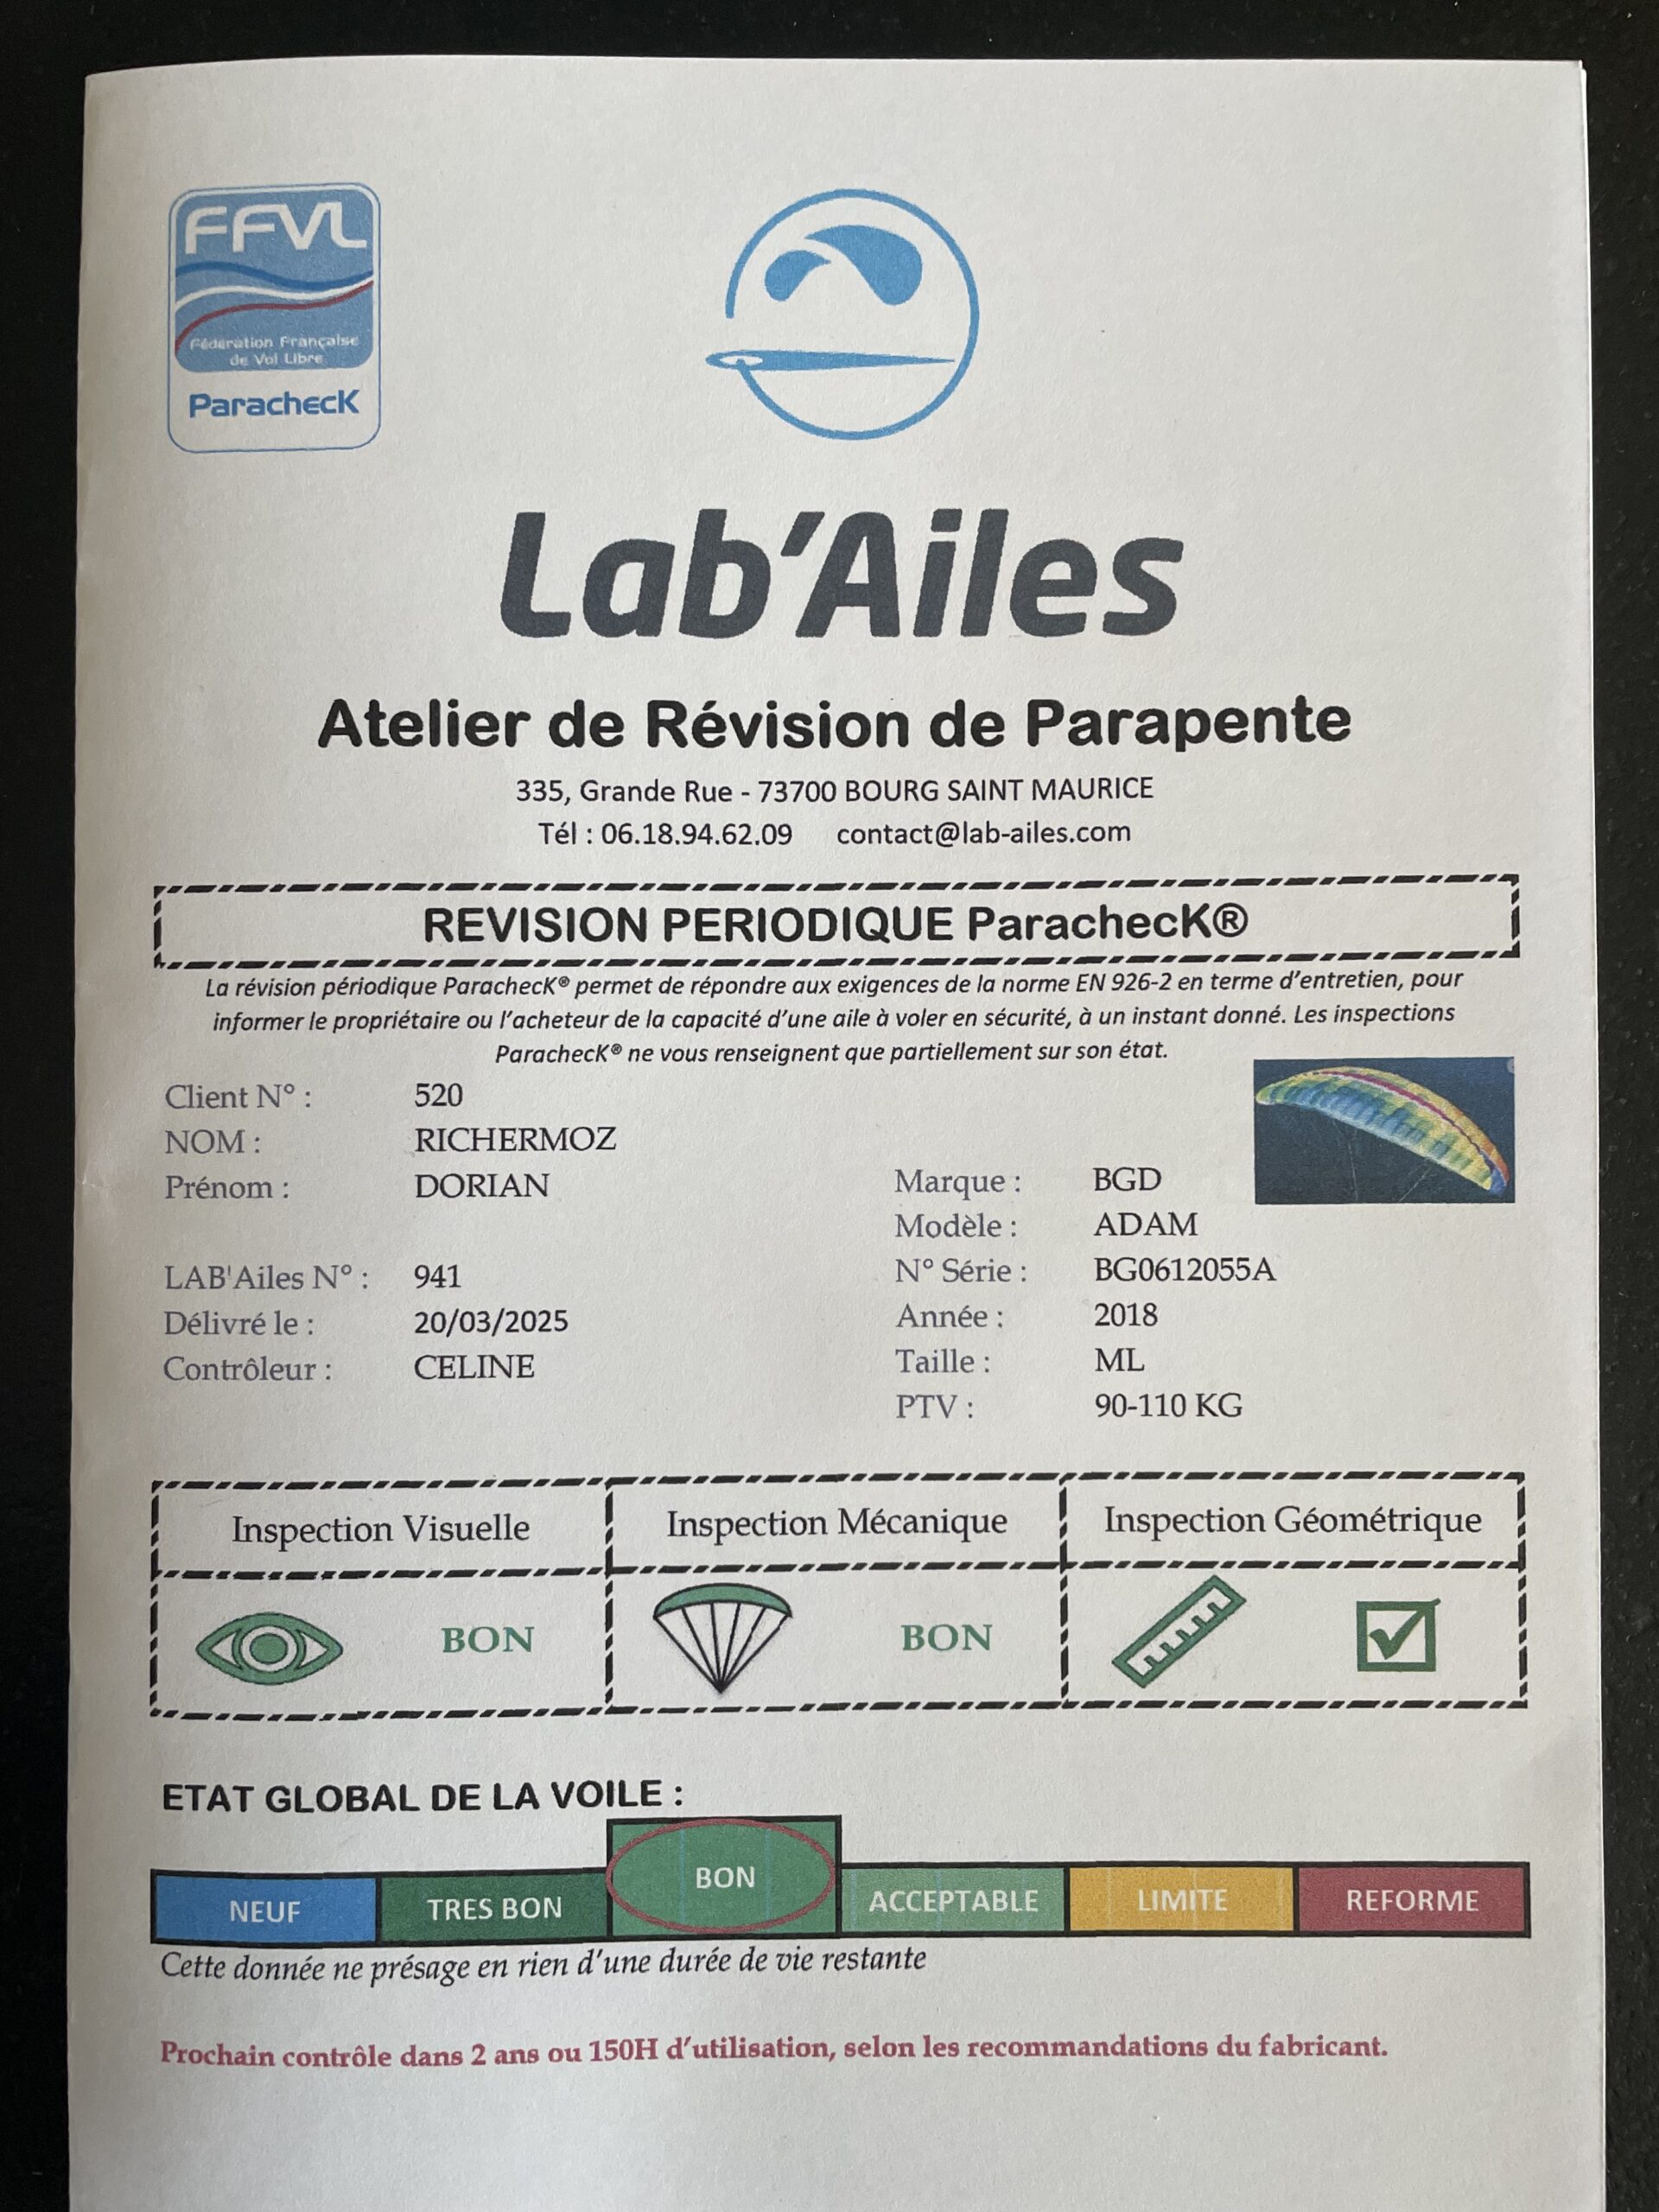 FFVL
Fédération Française
de Vol Libre
ParachecK
Lab'Ailes
Atelier de Révision de Parapente
335, Grande Rue - 73700 BOURG SAINT MAURICE
Tél : 06.18.94.62.09 contact@lab-ailes.com
REVISION PERIODIQUE ParachecK®
La révision périodique ParachecK® permet de répondre aux exigences de la norme EN 926-2 en terme d'entretien, pour
informer le propriétaire ou l'acheteur de la capacité d'une aile à voler en sécurité, à un instant donné. Les inspections
ParachecK® ne vous renseignent que partiellement sur son état.
Client N° : 520
NOM : RICHERMOZ
Prénom : DORIAN
LAB'Ailes N° : 941
Délivré le : 20/03/2025
Contrôleur : CELINE
Marque : BGD
Modèle : ADAM
N° Série : BG0612055A
Année : 2018
Taille : ML
PTV : 90-110 KG
Inspection Visuelle Inspection Mécanique Inspection Géométrique
BON BON
ETAT GLOBAL DE LA VOILE :
NEUF TRES BON BON ACCEPTABLE LIMITE REFORME
Cette donnée ne présage en rien d'une durée de vie restante
Prochain contrôle dans 2 ans ou 150H d'utilisation, selon les recommandations du fabricant.